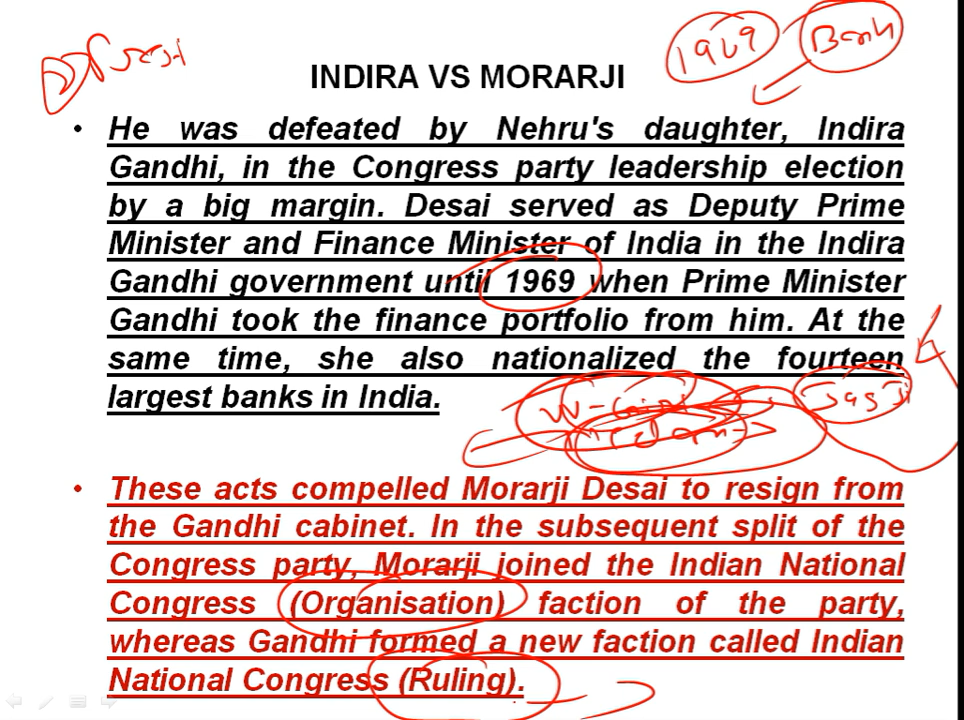 1969 Bank
Desai
INDIRA VS MORARJI
• He was defeated by Nehru's daughter, Indira
Gandhi, in the Congress party leadership election
by a big margin. Desai served as Deputy Prime
Minister and Finance Minister of India in the Indira
Gandhi government until 1969 when Prime Minister
Gandhi took the finance portfolio from him. At the
same time, she also nationalized the fourteen
largest banks in India.
• These acts compelled Morarji Desai to resign from
the Gandhi cabinet. In the subsequent split of the
Congress party, Morarji joined the Indian National
Congress (Organisation) faction of the party,
whereas Gandhi formed a new faction called Indian
National Congress (Ruling).